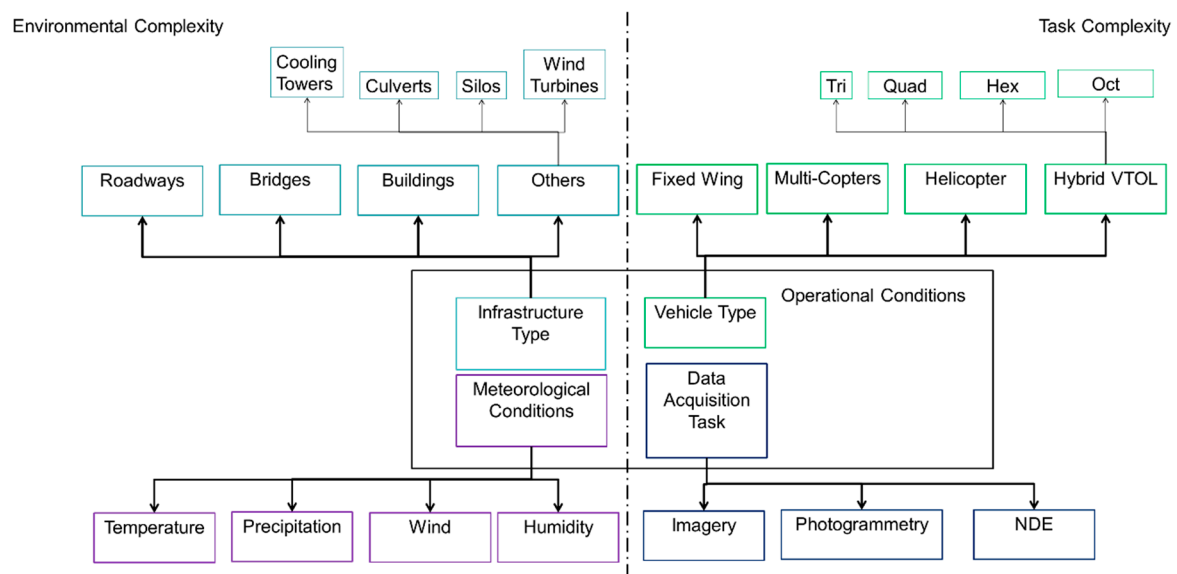 Environmental Complexity
Task Complexity
Cooling
Towers
Culverts
Silos
Wind
Turbines
Tri
Quad
Hex
Oct
Roadways
Bridges
Buildings
Others
Fixed Wing
Multi-Copters
Helicopter
Hybrid VTOL
Operational Conditions
Infrastructure
Type
Vehicle Type
Meteorological
Conditions
Data
Acquisition
Task
Temperature
Precipitation
Wind
Humidity
Imagery
Photogrammetry
NDE